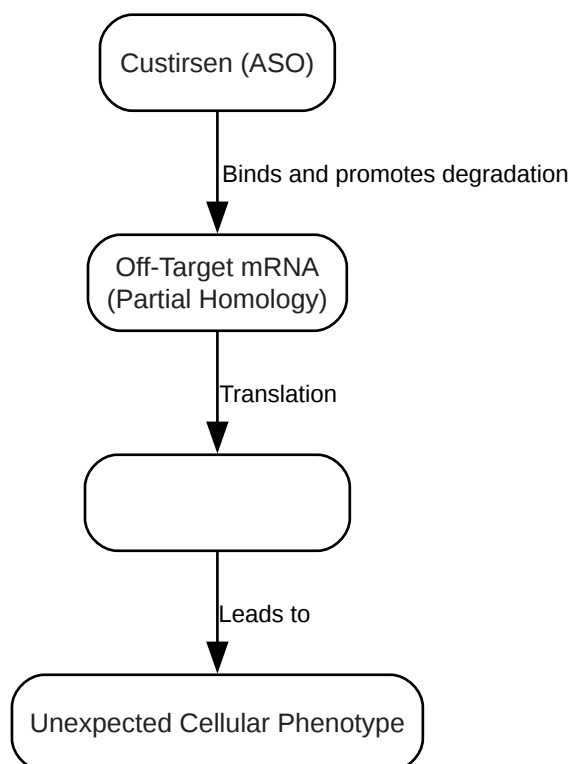 Custirsen (ASO)
Binds and promotes degradation
Off-Target mRNA
(Partial Homology)
Translation
Leads to
Unexpected Cellular Phenotype